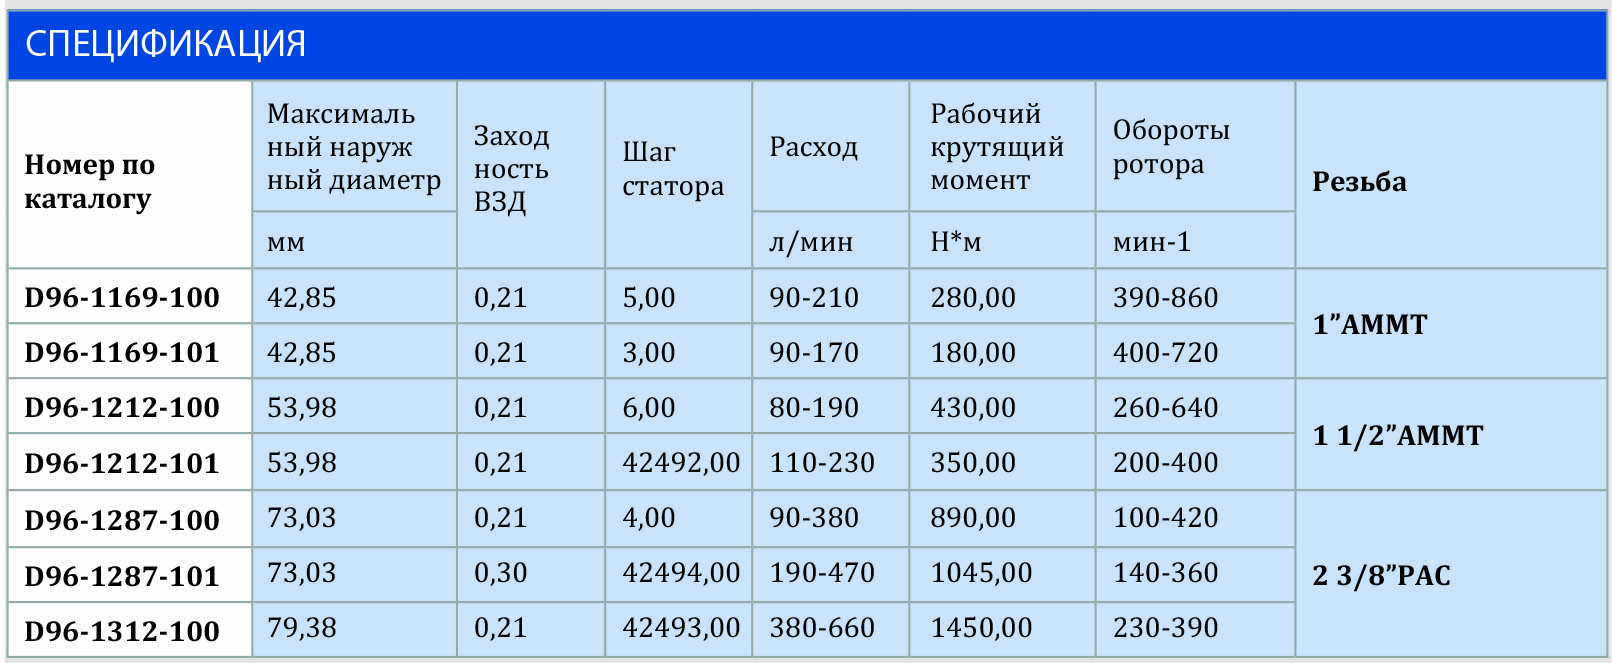 СПЕЦИФИКАЦИЯ
Номер по
каталогу
Максималь
ный наруж
ный диаметр
Заход
ность
ВЗД
Шаг
статора
Расход
Рабочий
крутящий
момент
Обороты
ротора
Резьба
мм
л/мин
Н*м
мин-1
D96-1169-100 42,85 0,21 5,00 90-210 280,00 390-860
1”АММТ
D96-1169-101 42,85 0,21 3,00 90-170 180,00 400-720
D96-1212-100 53,98 0,21 6,00 80-190 430,00 260-640
1 1/2”АММТ
D96-1212-101 53,98 0,21 42492,00 110-230 350,00 200-400
D96-1287-100 73,03 0,21 4,00 90-380 890,00 100-420
D96-1287-101 73,03 0,30 42494,00 190-470 1045,00 140-360
2 3/8”PAC
D96-1312-100 79,38 0,21 42493,00 380-660 1450,00 230-390